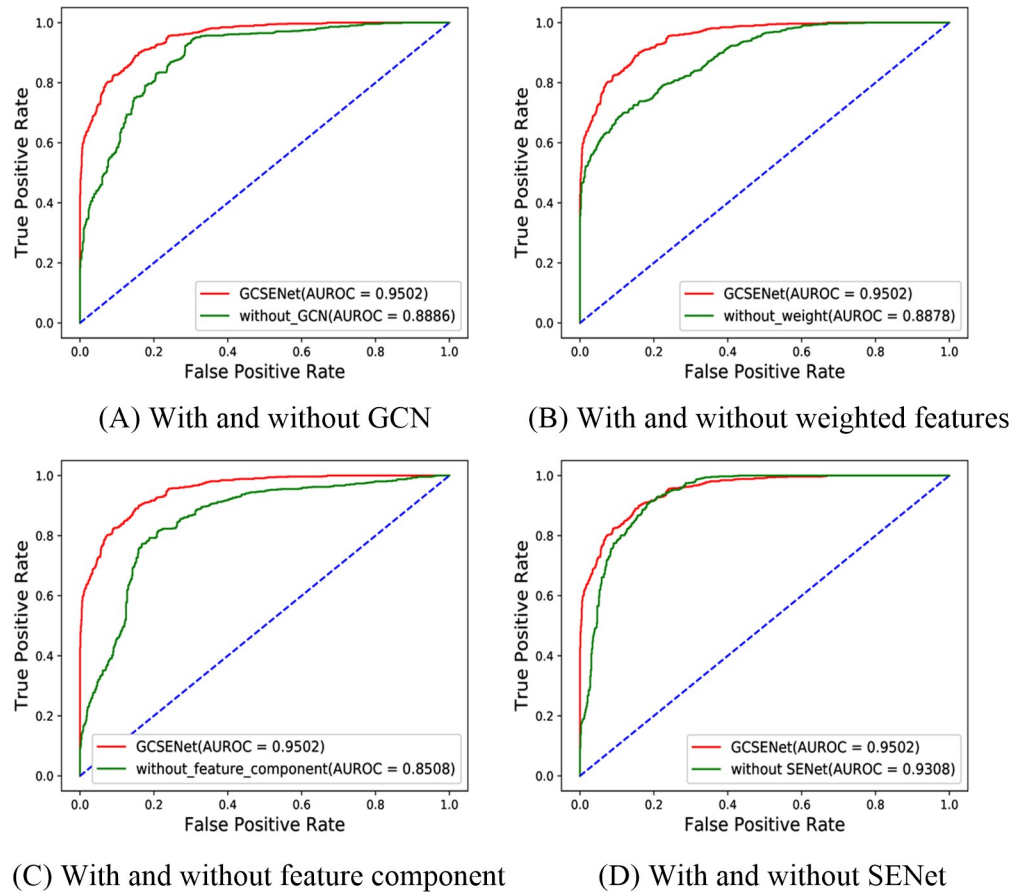 1.0
0.8
0.6
0.4
0.2
0.0
True Positive Rate
GCSENet(AUROC = 0.9502)
without_GCN(AUROC = 0.8886)
0.0 0.2 0.4 0.6 0.8 1.0
False Positive Rate
(A) With and without GCN
1.0
0.8
0.6
0.4
0.2
0.0
True Positive Rate
GCSENet(AUROC = 0.9502)
without_weight(AUROC = 0.8878)
0.0 0.2 0.4 0.6 0.8 1.0
False Positive Rate
(B) With and without weighted features
1.0
0.8
0.6
0.4
0.2
0.0
True Positive Rate
GCSENet(AUROC = 0.9502)
without_feature_component(AUROC = 0.8508)
0.0 0.2 0.4 0.6 0.8 1.0
False Positive Rate
(C) With and without feature component
1.0
0.8
0.6
0.4
0.2
0.0
True Positive Rate
GCSENet(AUROC = 0.9502)
without SENet(AUROC = 0.9308)
0.0 0.2 0.4 0.6 0.8 1.0
False Positive Rate
(D) With and without SENet